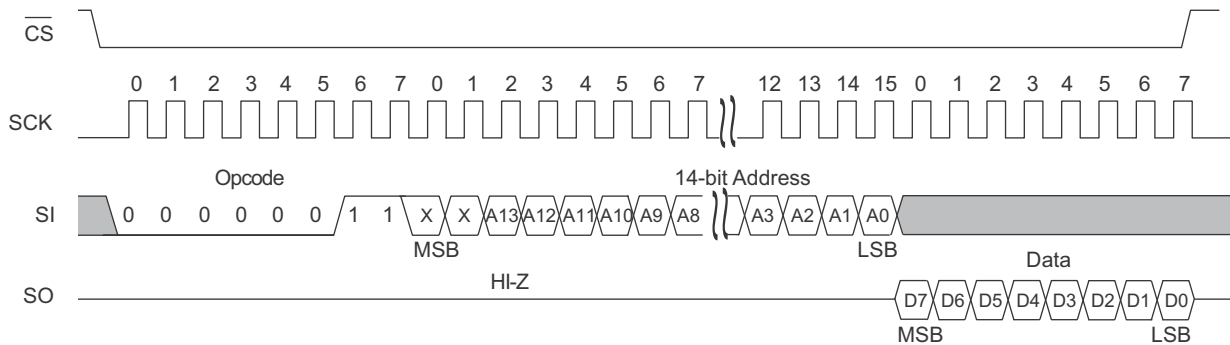 CS
0 1 2 3 4 5 6 7 0 1 2 3 4 5 6 7 12 13 14 15 0 1 2 3 4 5 6 7
SCK
Opcode 14-bit Address
SI 0 0 0 0 0 0 1 1 X X A13 A12 A11 A10 A9 A8 A3 A2 A1 A0
MSB LSB
HI-Z Data
SO D7 D6 D5 D4 D3 D2 D1 D0
MSB LSB